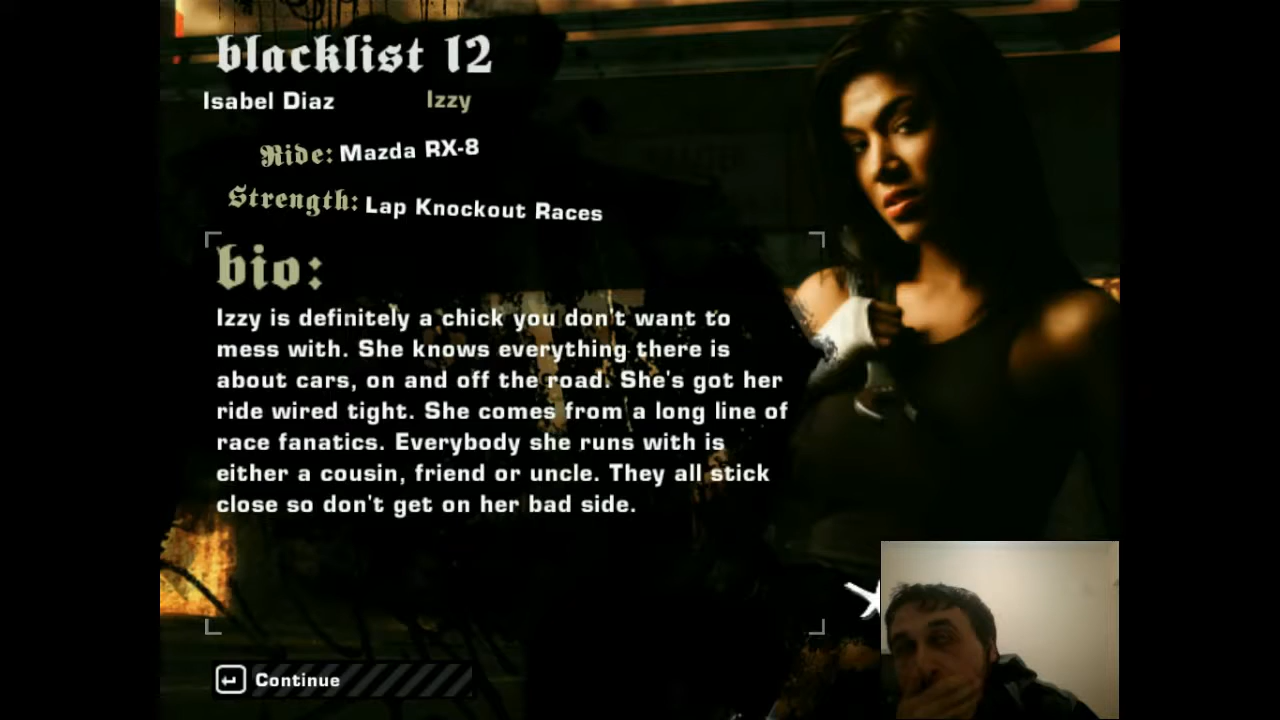 blacklist 12
Isabel Diaz Izzy
Ride: Mazda RX-8
Strength: Lap Knockout Races
bio:
Izzy is definitely a chick you don't want to
mess with. She knows everything there is
about cars, on and off the road. She's got her
ride wired tight. She comes from a long line of
race fanatics. Everybody she runs with is
either a cousin, friend or uncle. They all stick
close so don't get on her bad side.
Continue